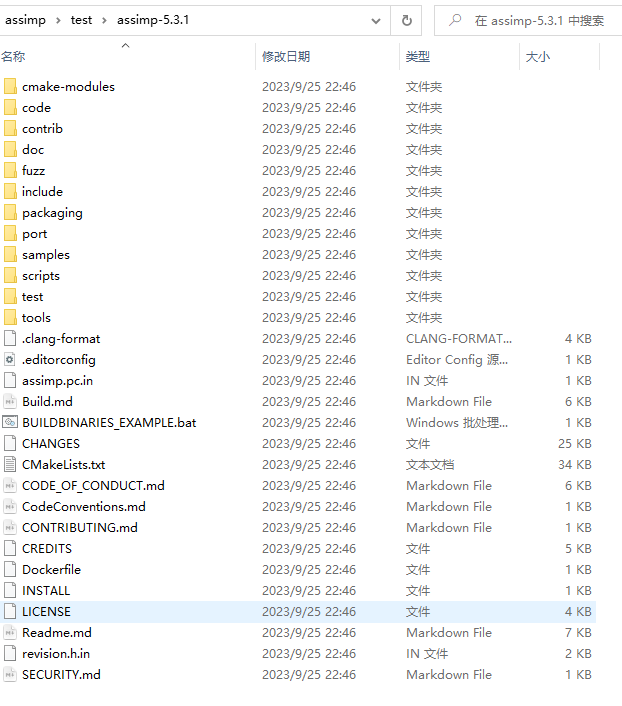 assimp › test › assimp-5.3.1 在 assimp-5.3.1 中搜索
名称 修改日期 类型 大小
cmake-modules 2023/9/25 22:46 文件夹
code 2023/9/25 22:46 文件夹
contrib 2023/9/25 22:46 文件夹
doc 2023/9/25 22:46 文件夹
fuzz 2023/9/25 22:46 文件夹
include 2023/9/25 22:46 文件夹
packaging 2023/9/25 22:46 文件夹
port 2023/9/25 22:46 文件夹
samples 2023/9/25 22:46 文件夹
scripts 2023/9/25 22:46 文件夹
test 2023/9/25 22:46 文件夹
tools 2023/9/25 22:46 文件夹
.clang-format 2023/9/25 22:46 CLANG-FORMAT... 4 KB
.editorconfig 2023/9/25 22:46 Editor Config 源... 1 KB
assimp.pc.in 2023/9/25 22:46 IN 文件 1 KB
Build.md 2023/9/25 22:46 Markdown File 6 KB
BUILDBINARIES_EXAMPLE.bat 2023/9/25 22:46 Windows 批处理... 1 KB
CHANGES 2023/9/25 22:46 文件 25 KB
CMakeLists.txt 2023/9/25 22:46 文本文档 34 KB
CODE_OF_CONDUCT.md 2023/9/25 22:46 Markdown File 6 KB
CodeConventions.md 2023/9/25 22:46 Markdown File 1 KB
CONTRIBUTING.md 2023/9/25 22:46 Markdown File 1 KB
CREDITS 2023/9/25 22:46 文件 5 KB
Dockerfile 2023/9/25 22:46 文件 1 KB
INSTALL 2023/9/25 22:46 文件 1 KB
LICENSE 2023/9/25 22:46 文件 4 KB
Readme.md 2023/9/25 22:46 Markdown File 7 KB
revision.h.in 2023/9/25 22:46 IN 文件 2 KB
SECURITY.md 2023/9/25 22:46 Markdown File 1 KB